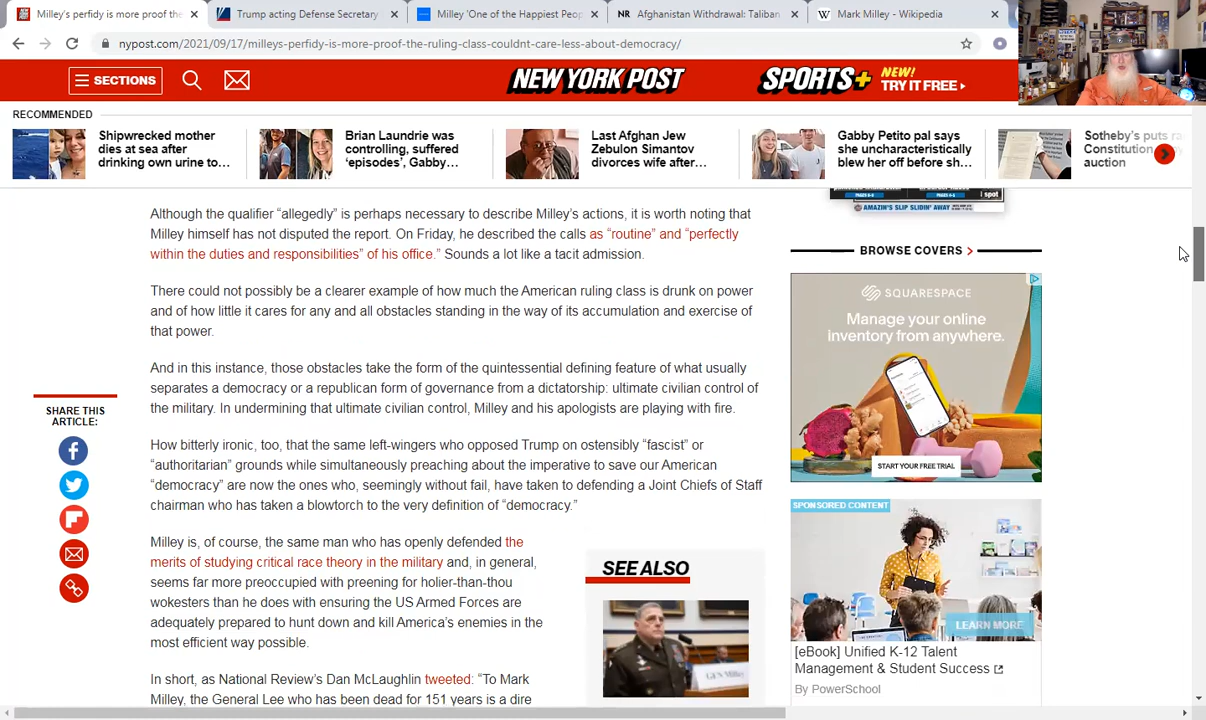 Milley's perfidy is more proof the
Trump acting Defense Secretary
Milley 'One of the Happiest Peop
NR
Afghanistan Withdrawal: Taliban
W
Mark Milley - Wikipedia
nypost.com/2021/09/17/milleys-perfidy-is-more-proof-the-ruling-class-couldnt-care-less-about-democracy/
SECTIONS
NEW YORK POST
SPORTS+
NEW!
TRY IT FREE
RECOMMENDED
Shipwrecked mother
dies at sea after
drinking own urine to...
Brian Laundrie was
controlling, suffered
‘episodes’, Gabby...
Last Afghan Jew
Zebulon Simantov
divorces wife after...
Gabby Petito pal says
she uncharacteristically
blew her off before sh...
Sotheby's puts
Constitution
auction
AMAZIN'S SLIP SLIDIN' AWAY
Although the qualifier “allegedly” is perhaps necessary to describe Milley’s actions, it is worth noting that
Milley himself has not disputed the report. On Friday, he described the calls as “routine” and “perfectly
within the duties and responsibilities” of his office.” Sounds a lot like a tacit admission.
There could not possibly be a clearer example of how much the American ruling class is drunk on power
and of how little it cares for any and all obstacles standing in the way of its accumulation and exercise of
that power.
And in this instance, those obstacles take the form of the quintessential defining feature of what usually
separates a democracy or a republican form of governance from a dictatorship: ultimate civilian control of
the military. In undermining that ultimate civilian control, Milley and his apologists are playing with fire.
How bitterly ironic, too, that the same left-wingers who opposed Trump on ostensibly “fascist” or
“authoritarian” grounds while simultaneously preaching about the imperative to save our American
“democracy” are now the ones who, seemingly without fail, have taken to defending a Joint Chiefs of Staff
chairman who has taken a blowtorch to the very definition of “democracy.”
Milley is, of course, the same man who has openly defended the
merits of studying critical race theory in the military and, in general,
seems far more preoccupied with preening for holier-than-thou
wokesters than he does with ensuring the US Armed Forces are
adequately prepared to hunt down and kill America’s enemies in the
most efficient way possible.
In short, as National Review’s Dan McLaughlin tweeted: “To Mark
Milley, the General Lee who has been dead for 151 years is a dire
SHARE THIS
ARTICLE:
SEE ALSO
GEN MILLEY
BROWSE COVERS
SQUARESPACE
Manage your online
inventory from anywhere.
START YOUR FREE TRIAL
SPONSORED CONTENT
LEARN MORE
[eBook] Unified K-12 Talent
Management & Student Success
By PowerSchool